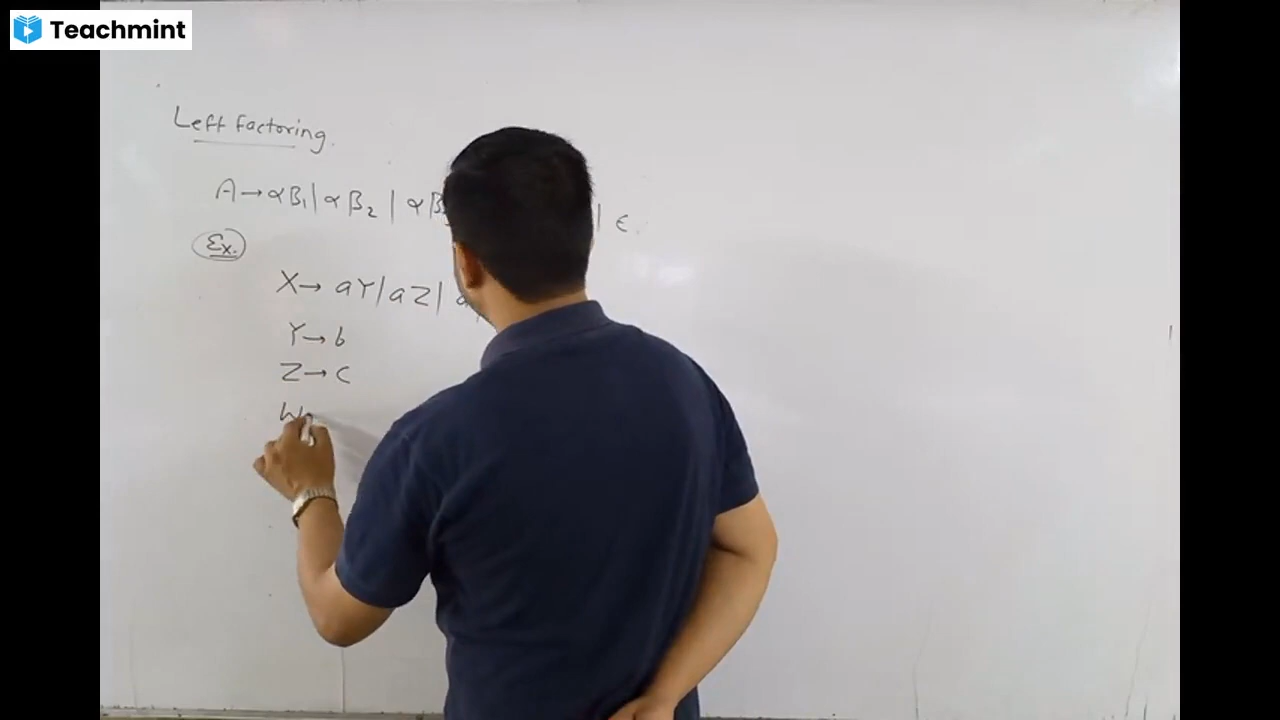 Teachmint
Left Factoring.
A → αβ₁ | αβ₂ | αβ | ε.
Ex.
X → aY | aZ | a
Y → b
Z → c
W